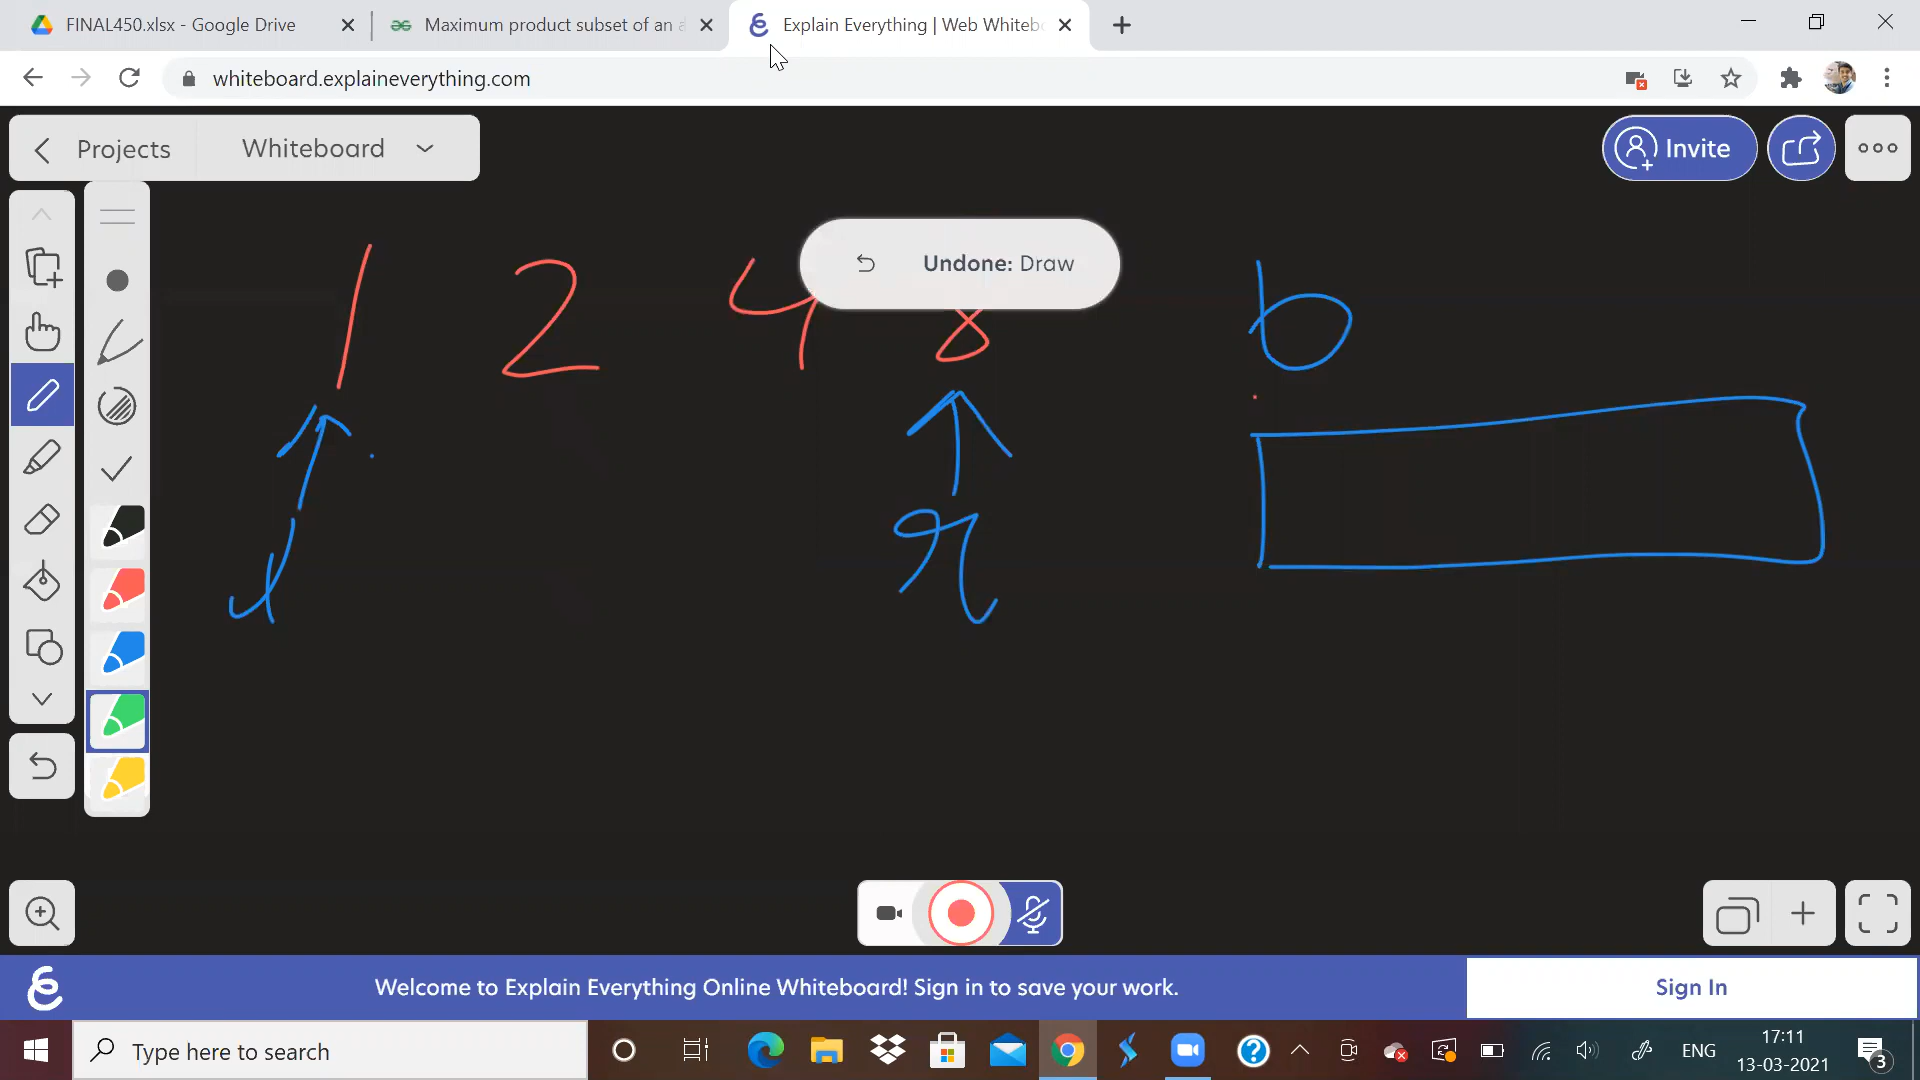 FINAL450.xlsx - Google Drive
Maximum product subset of an a
Explain Everything | Web Whitebo
whiteboard.explaineverything.com
Projects
Whiteboard
Invite
Undone: Draw
1 2 4 8 b
r
Welcome to Explain Everything Online Whiteboard! Sign in to save your work.
Sign In
Type here to search
ENG
17:11
13-03-2021
3